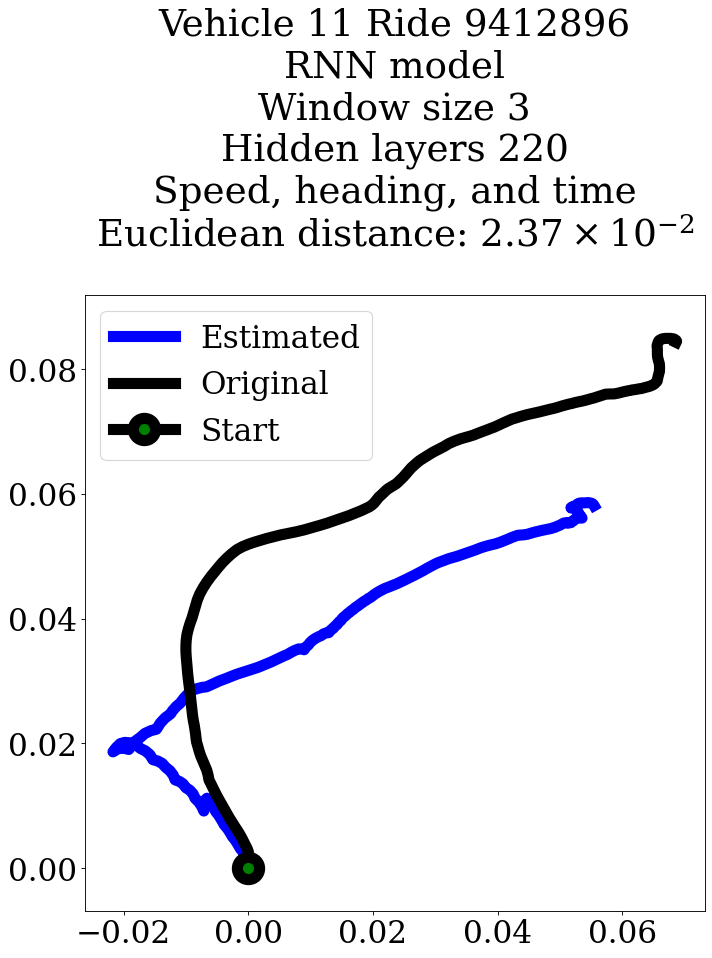 Vehicle 11 Ride 9412896
RNN model
Window size 3
Hidden layers 220
Speed, heading, and time
Euclidean distance: 2.37 × 10⁻²
Estimated
Original
Start
0.08
0.06
0.04
0.02
0.00
−0.02 0.00 0.02 0.04 0.06